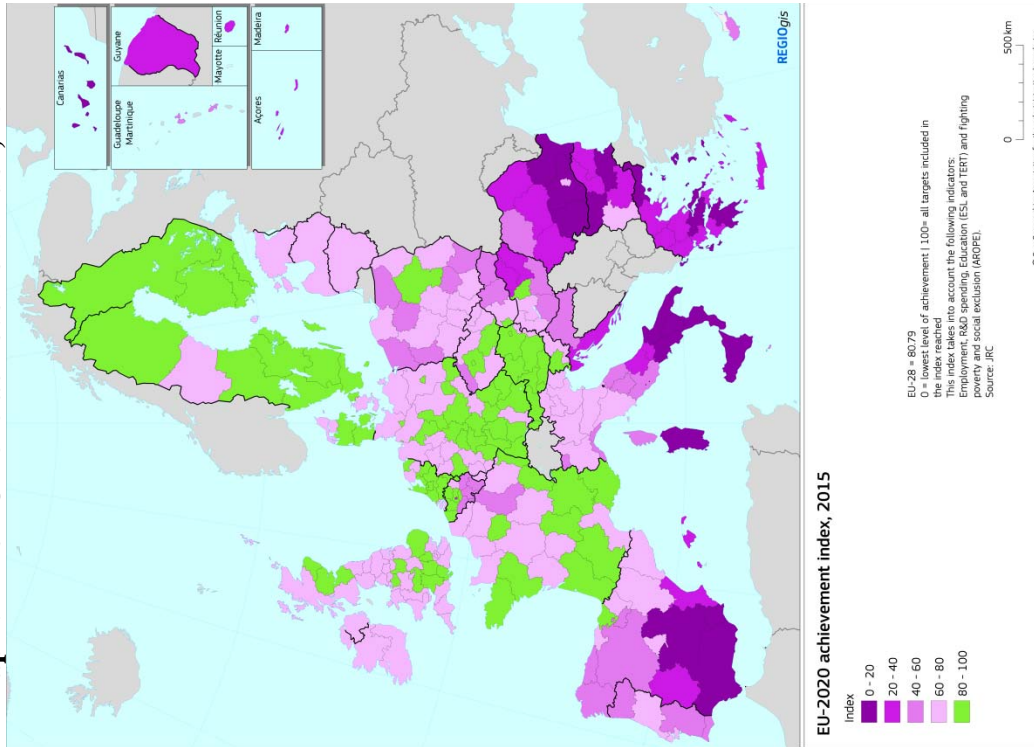 Canarias
Guadeloupe
Martinique
Guyane
Mayotte
Réunion
Açores
Madeira
REGIOgis
EU-2020 achievement index, 2015
Index
0 - 20
20 - 40
40 - 60
60 - 80
80 - 100
EU-28 = 80.79
0 = lowest level of achievement | 100= all targets included in
the index reached
This index takes into account the following indicators:
Employment, R&D spending, Education (ESL and TERT) and fighting
poverty and social exclusion (AROPE).
Source: JRC
0
500 km